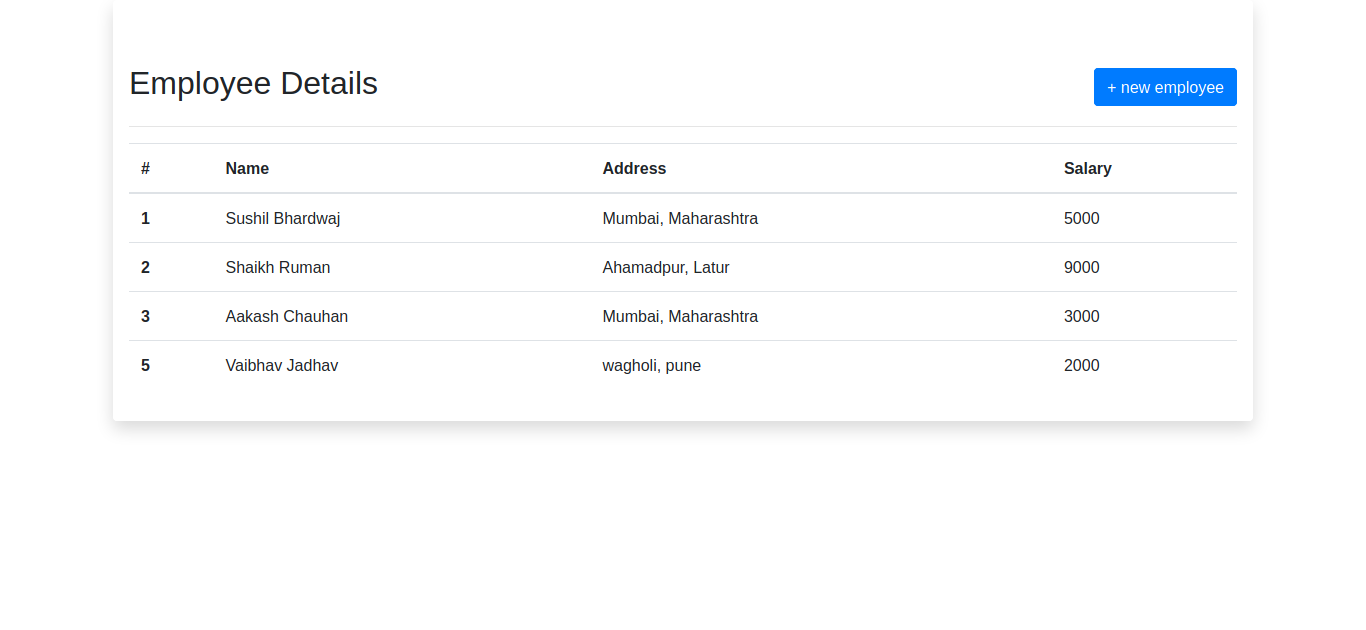 Employee Details
+ new employee
# Name Address Salary
1 Sushil Bhardwaj Mumbai, Maharashtra 5000
2 Shaikh Ruman Ahamadpur, Latur 9000
3 Aakash Chauhan Mumbai, Maharashtra 3000
5 Vaibhav Jadhav wagholi, pune 2000